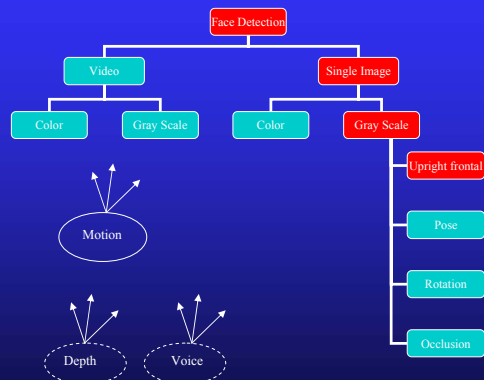 Face Detection
Video
Single Image
Color
Gray Scale
Color
Gray Scale
Upright frontal
Motion
Pose
Rotation
Depth
Voice
Occlusion